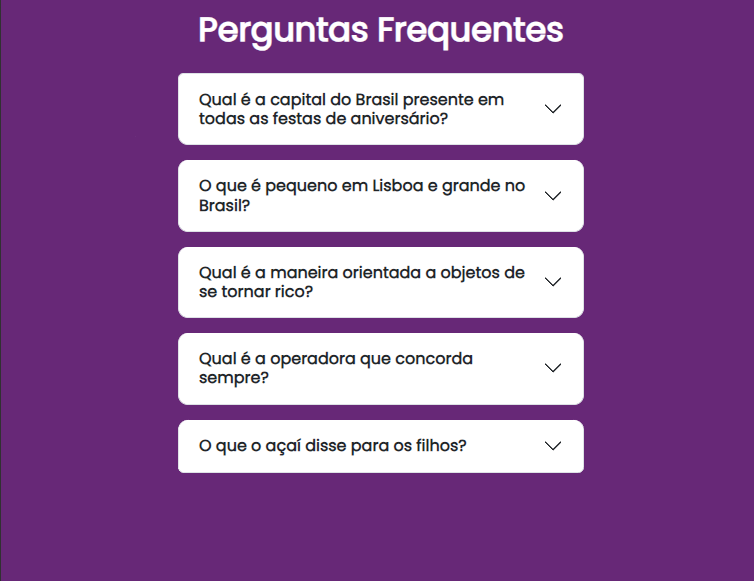 Perguntas Frequentes
Qual é a capital do Brasil presente em
todas as festas de aniversário?
O que é pequeno em Lisboa e grande no
Brasil?
Qual é a maneira orientada a objetos de
se tornar rico?
Qual é a operadora que concorda
sempre?
O que o açaí disse para os filhos?